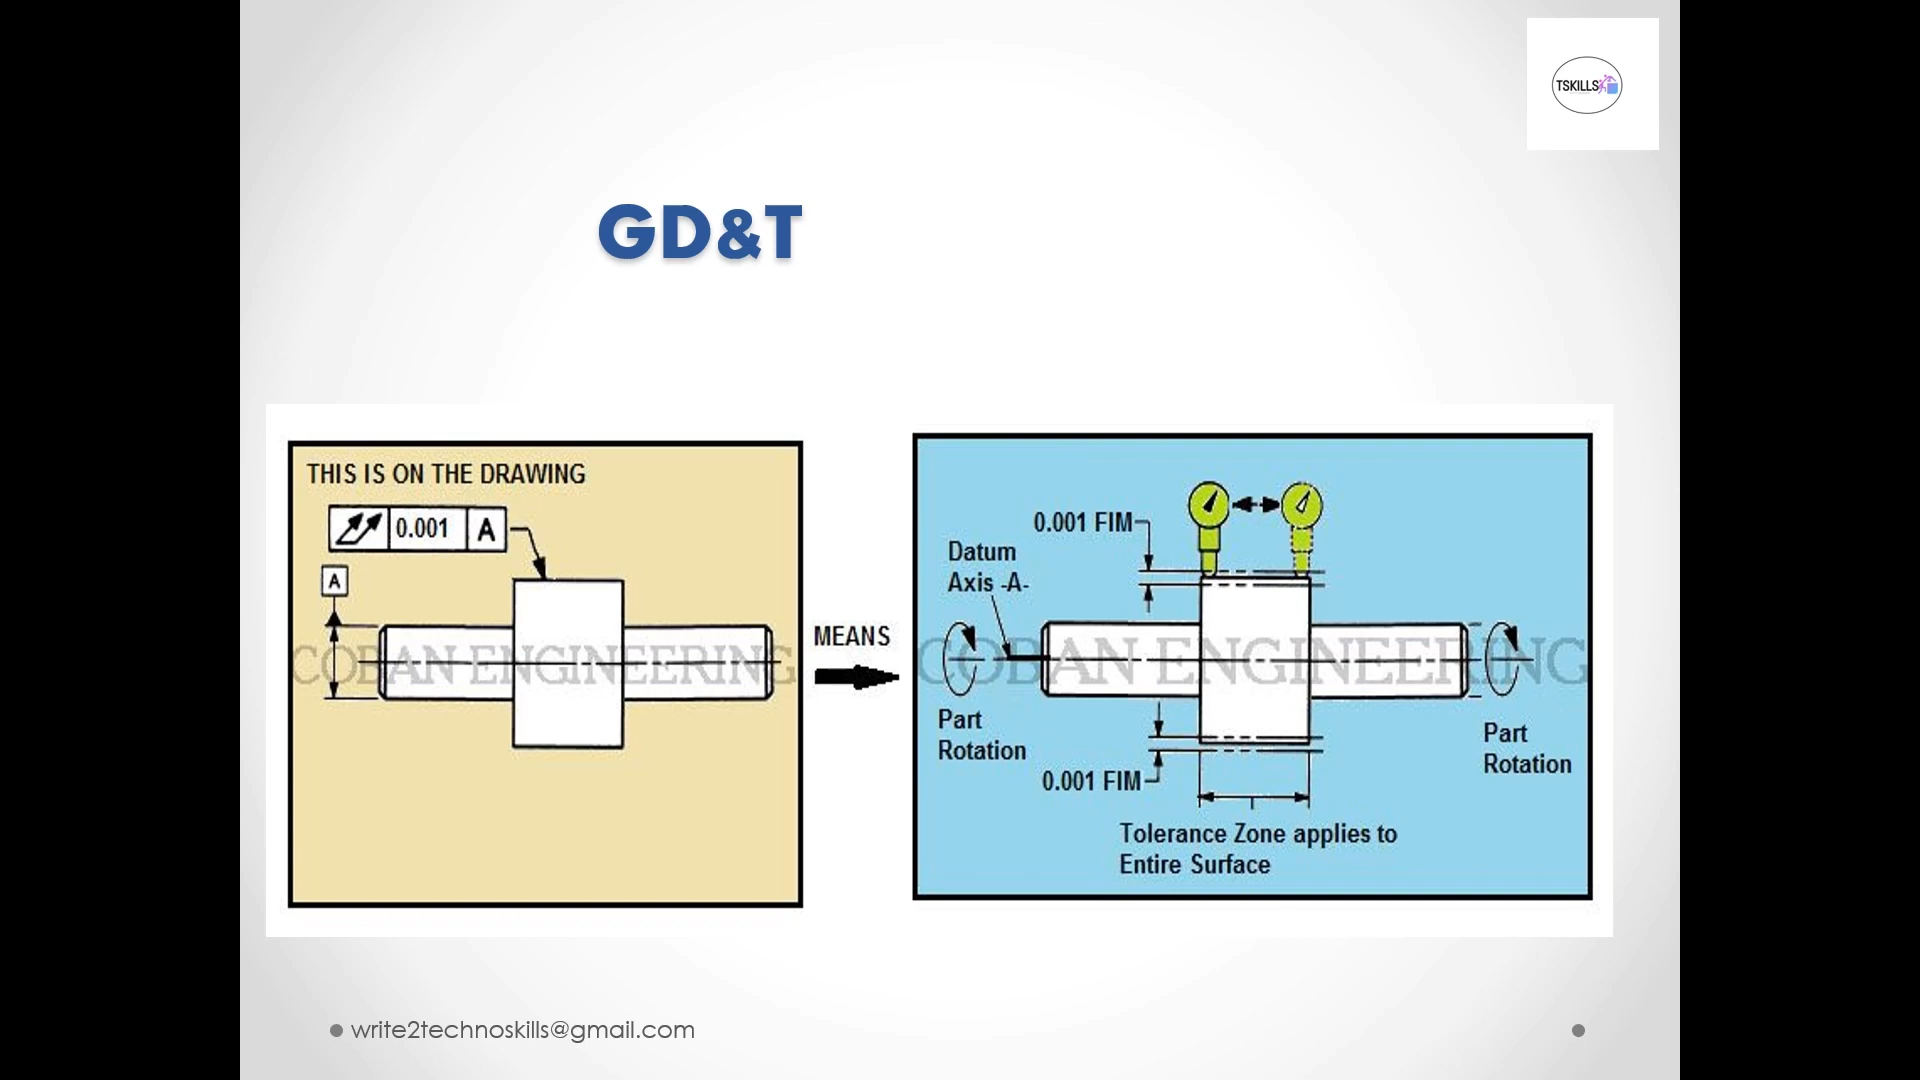 TSKILLS
GD&T
THIS IS ON THE DRAWING
0.001 A
A
COBAN ENGINEERING
MEANS
0.001 FIM
Datum
Axis -A-
COBAN ENGINEERING
Part
Rotation
Part
Rotation
0.001 FIM
Tolerance Zone applies to
Entire Surface
write2technoskills@gmail.com